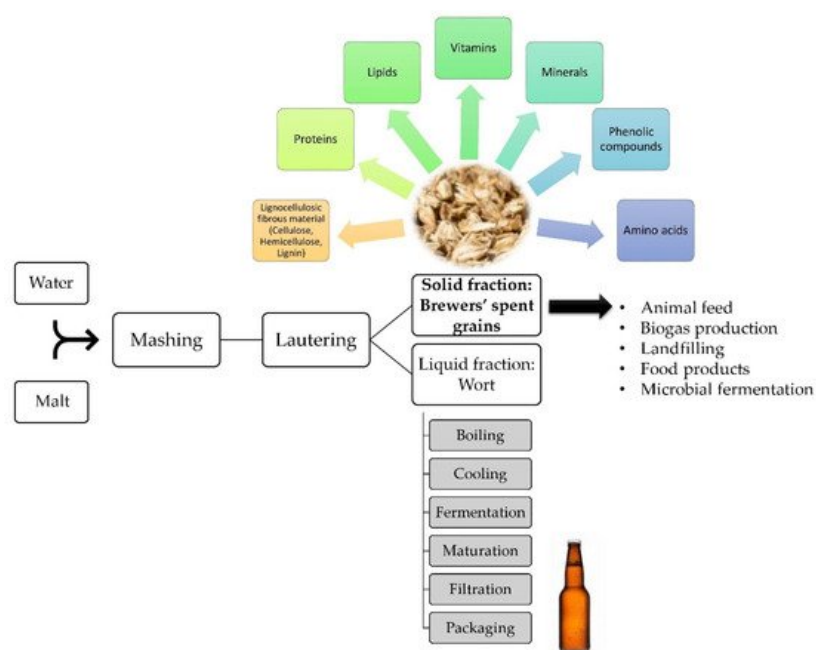 Vitamins
Lipids
Minerals
Proteins
Phenolic
compounds
Lignocellulosic
fibrous material
(Cellulose,
Hemicellulose,
Lignin)
Amino acids
Water
Malt
Mashing
Lautering
Solid fraction:
Brewers' spent
grains
• Animal feed
• Biogas production
• Landfilling
• Food products
• Microbial fermentation
Liquid fraction:
Wort
Boiling
Cooling
Fermentation
Maturation
Filtration
Packaging